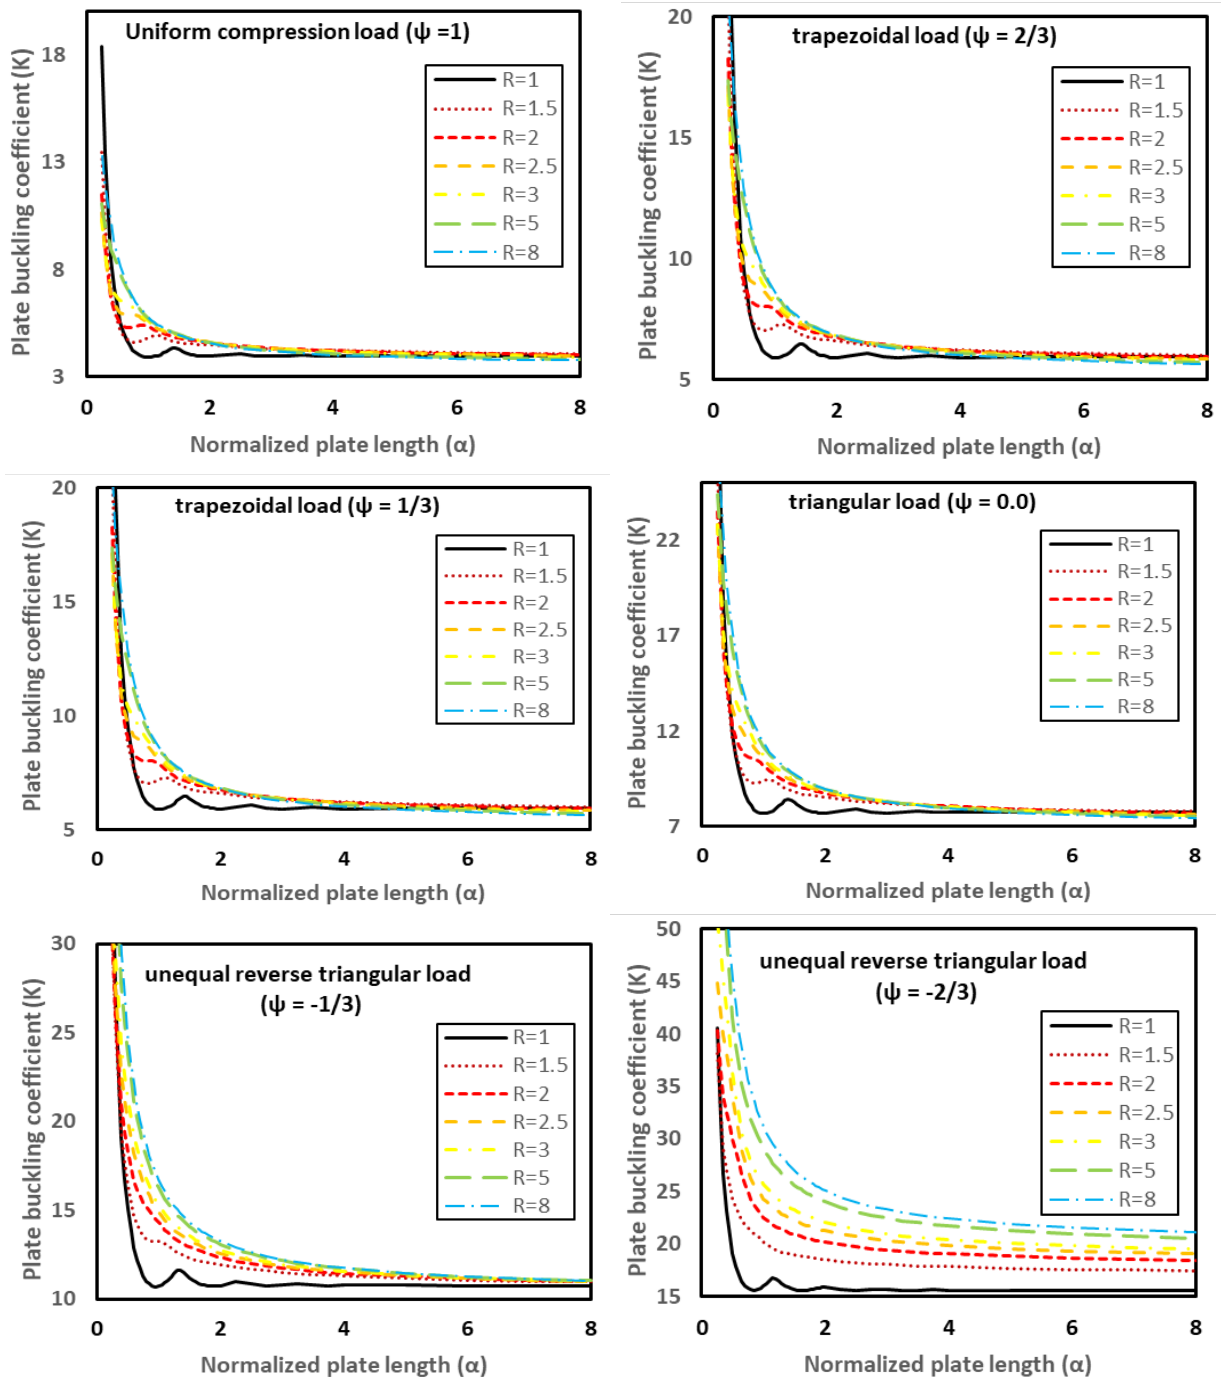 Uniform compression load (ψ =1)
Plate buckling coefficient (K)
18
13
8
3
R=1
R=1.5
R=2
R=2.5
R=3
R=5
R=8
0 2 4 6 8
Normalized plate length (α)
trapezoidal load (ψ = 2/3)
Plate buckling coefficient (K)
20
15
10
5
R=1
R=1.5
R=2
R=2.5
R=3
R=5
R=8
0 2 4 6 8
Normalized plate length (α)
trapezoidal load (ψ = 1/3)
Plate buckling coefficient (K)
20
15
10
5
R=1
R=1.5
R=2
R=2.5
R=3
R=5
R=8
0 2 4 6 8
Normalized plate length (α)
triangular load (ψ = 0.0)
Plate buckling coefficient (K)
22
17
12
7
R=1
R=1.5
R=2
R=2.5
R=3
R=5
R=8
0 2 4 6 8
Normalized plate length (α)
unequal reverse triangular load
(ψ = -1/3)
Plate buckling coefficient (K)
30
25
20
15
10
R=1
R=1.5
R=2
R=2.5
R=3
R=5
R=8
0 2 4 6 8
Normalized plate length (α)
unequal reverse triangular load
(ψ = -2/3)
Plate buckling coefficient (K)
50
45
40
35
30
25
20
15
R=1
R=1.5
R=2
R=2.5
R=3
R=5
R=8
0 2 4 6 8
Normalized plate length (α)